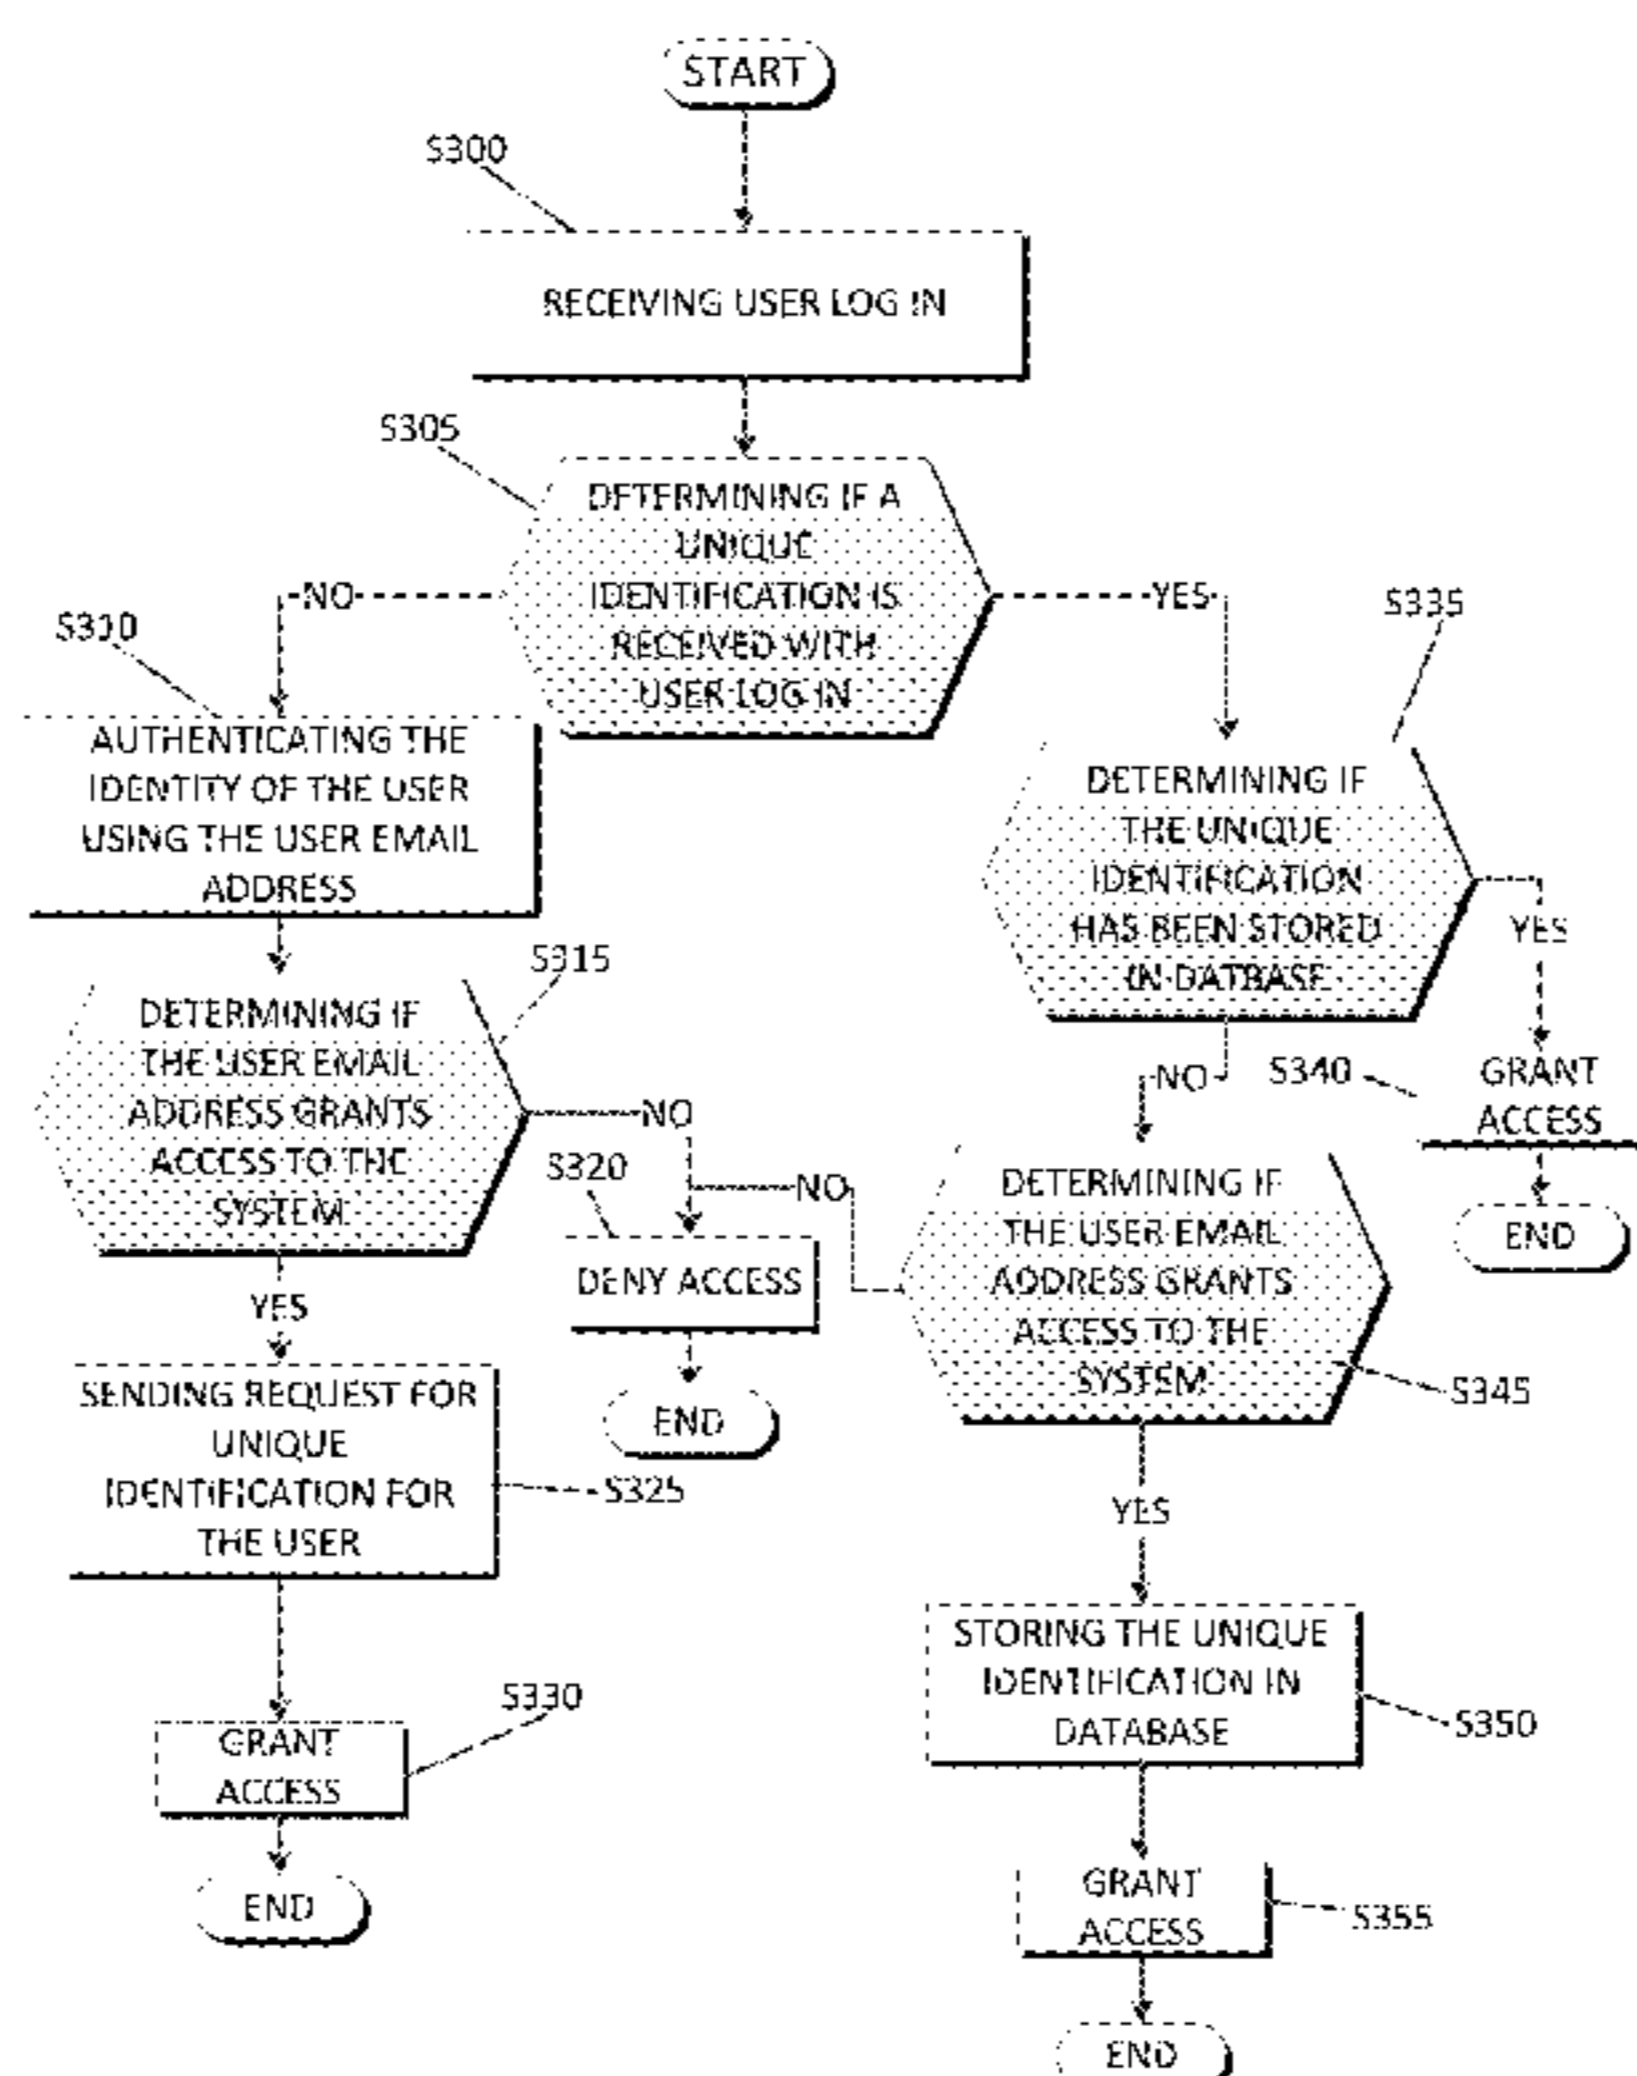 START
S300
RECEIVING USER LOG IN
S305
DETERMINING IF A
UNIQUE
IDENTIFICATION IS
RECEIVED WITH
USER LOG IN
NO
YES
S310
AUTHENTICATING THE
IDENTITY OF THE USER
USING THE USER EMAIL
ADDRESS
S335
DETERMINING IF
THE UNIQUE
IDENTIFICATION
HAS BEEN STORED
IN DATBASE
YES
S340
GRANT
ACCESS
END
NO
S315
DETERMINING IF
THE USER EMAIL
ADDRESS GRANTS
ACCESS TO THE
SYSTEM
NO
S320
DENY ACCESS
END
NO
DETERMINING IF
THE USER EMAIL
ADDRESS GRANTS
ACCESS TO THE
SYSTEM
S345
YES
SENDING REQUEST FOR
UNIQUE
IDENTIFICATION FOR
THE USER
S325
YES
STORING THE UNIQUE
IDENTIFICATION IN
DATABASE
S350
S330
GRANT
ACCESS
END
GRANT
ACCESS
S355
END